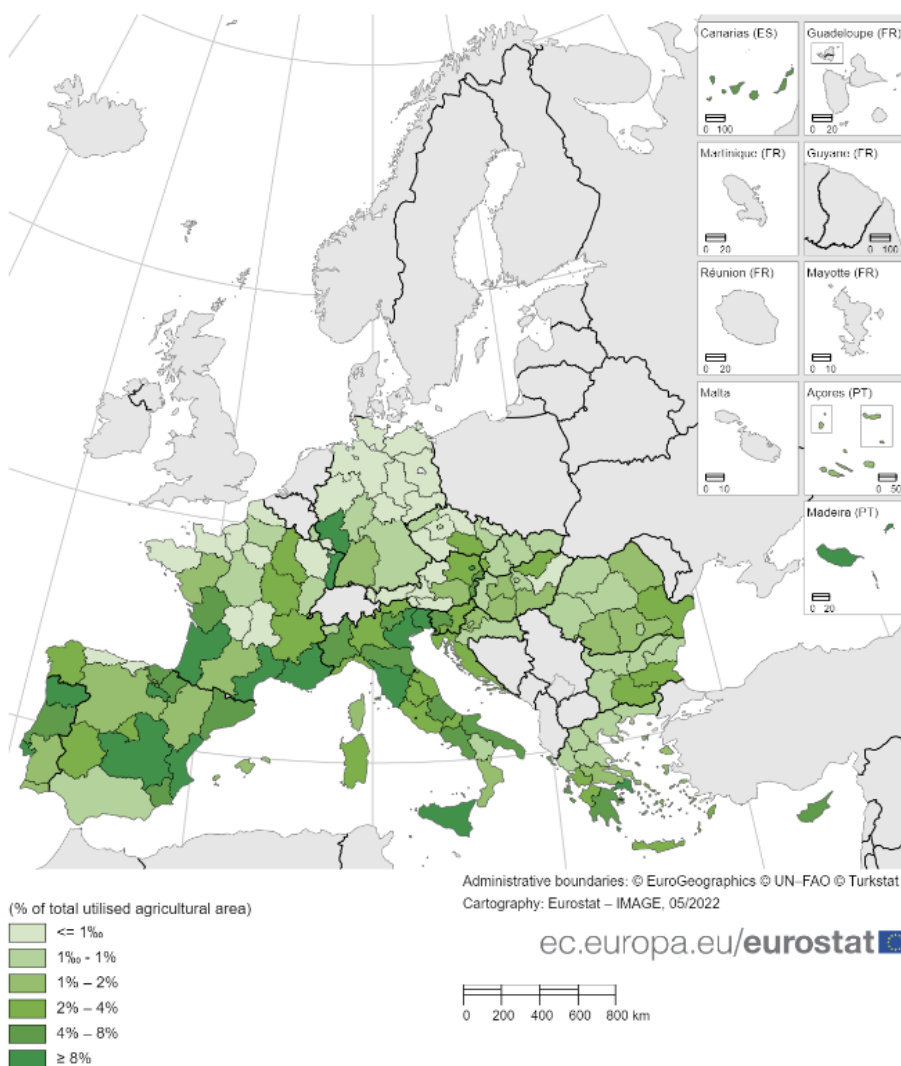 Canarias (ES)
0 100
Guadeloupe (FR)
0 20
Martinique (FR)
0 20
Guyane (FR)
0 100
Réunion (FR)
0 20
Mayotte (FR)
0 10
Malta
0 10
Açores (PT)
0 50
Madeira (PT)
0 20
Administrative boundaries: © EuroGeographics © UN–FAO © Turkstat
Cartography: Eurostat – IMAGE, 05/2022
(% of total utilised agricultural area)
<= 1‰
1‰ - 1%
1% – 2%
2% – 4%
4% – 8%
≥ 8%
ec.europa.eu/eurostat
0 200 400 600 800 km